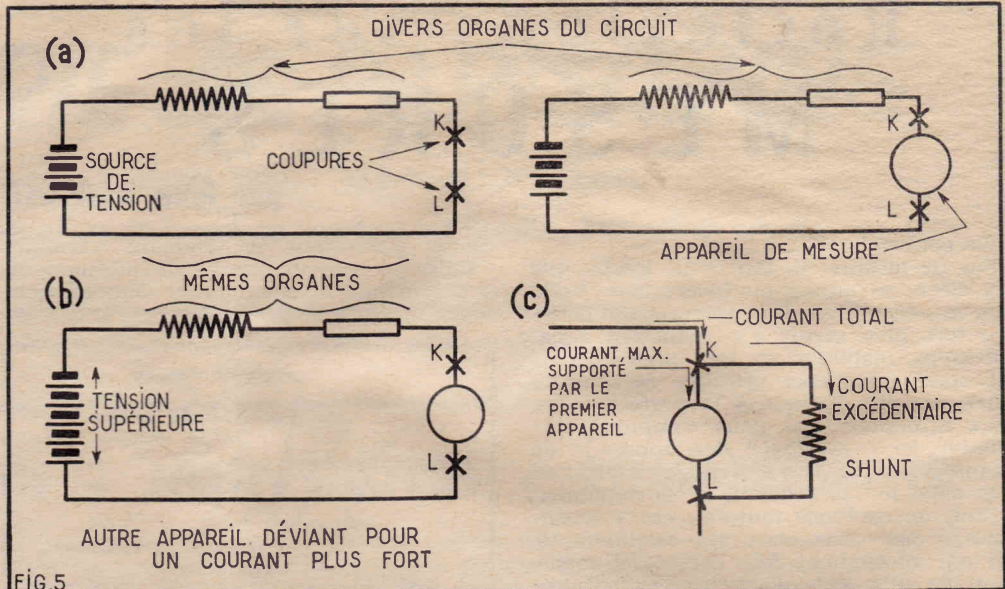 (a)
DIVERS ORGANES DU CIRCUIT
SOURCE
DE.
TENSION
COUPURES
K
L
K
L
APPAREIL DE MESURE
(b)
MÊMES ORGANES
TENSION
SUPÉRIEURE
K
L
AUTRE APPAREIL DÉVIANT POUR
UN COURANT PLUS FORT
(c)
COURANT TOTAL
K
COURANT, MAX.
SUPPORTÉ
PAR LE
PREMIER
APPAREIL
COURANT
EXCÉDENTAIRE
SHUNT
L
FIG.5